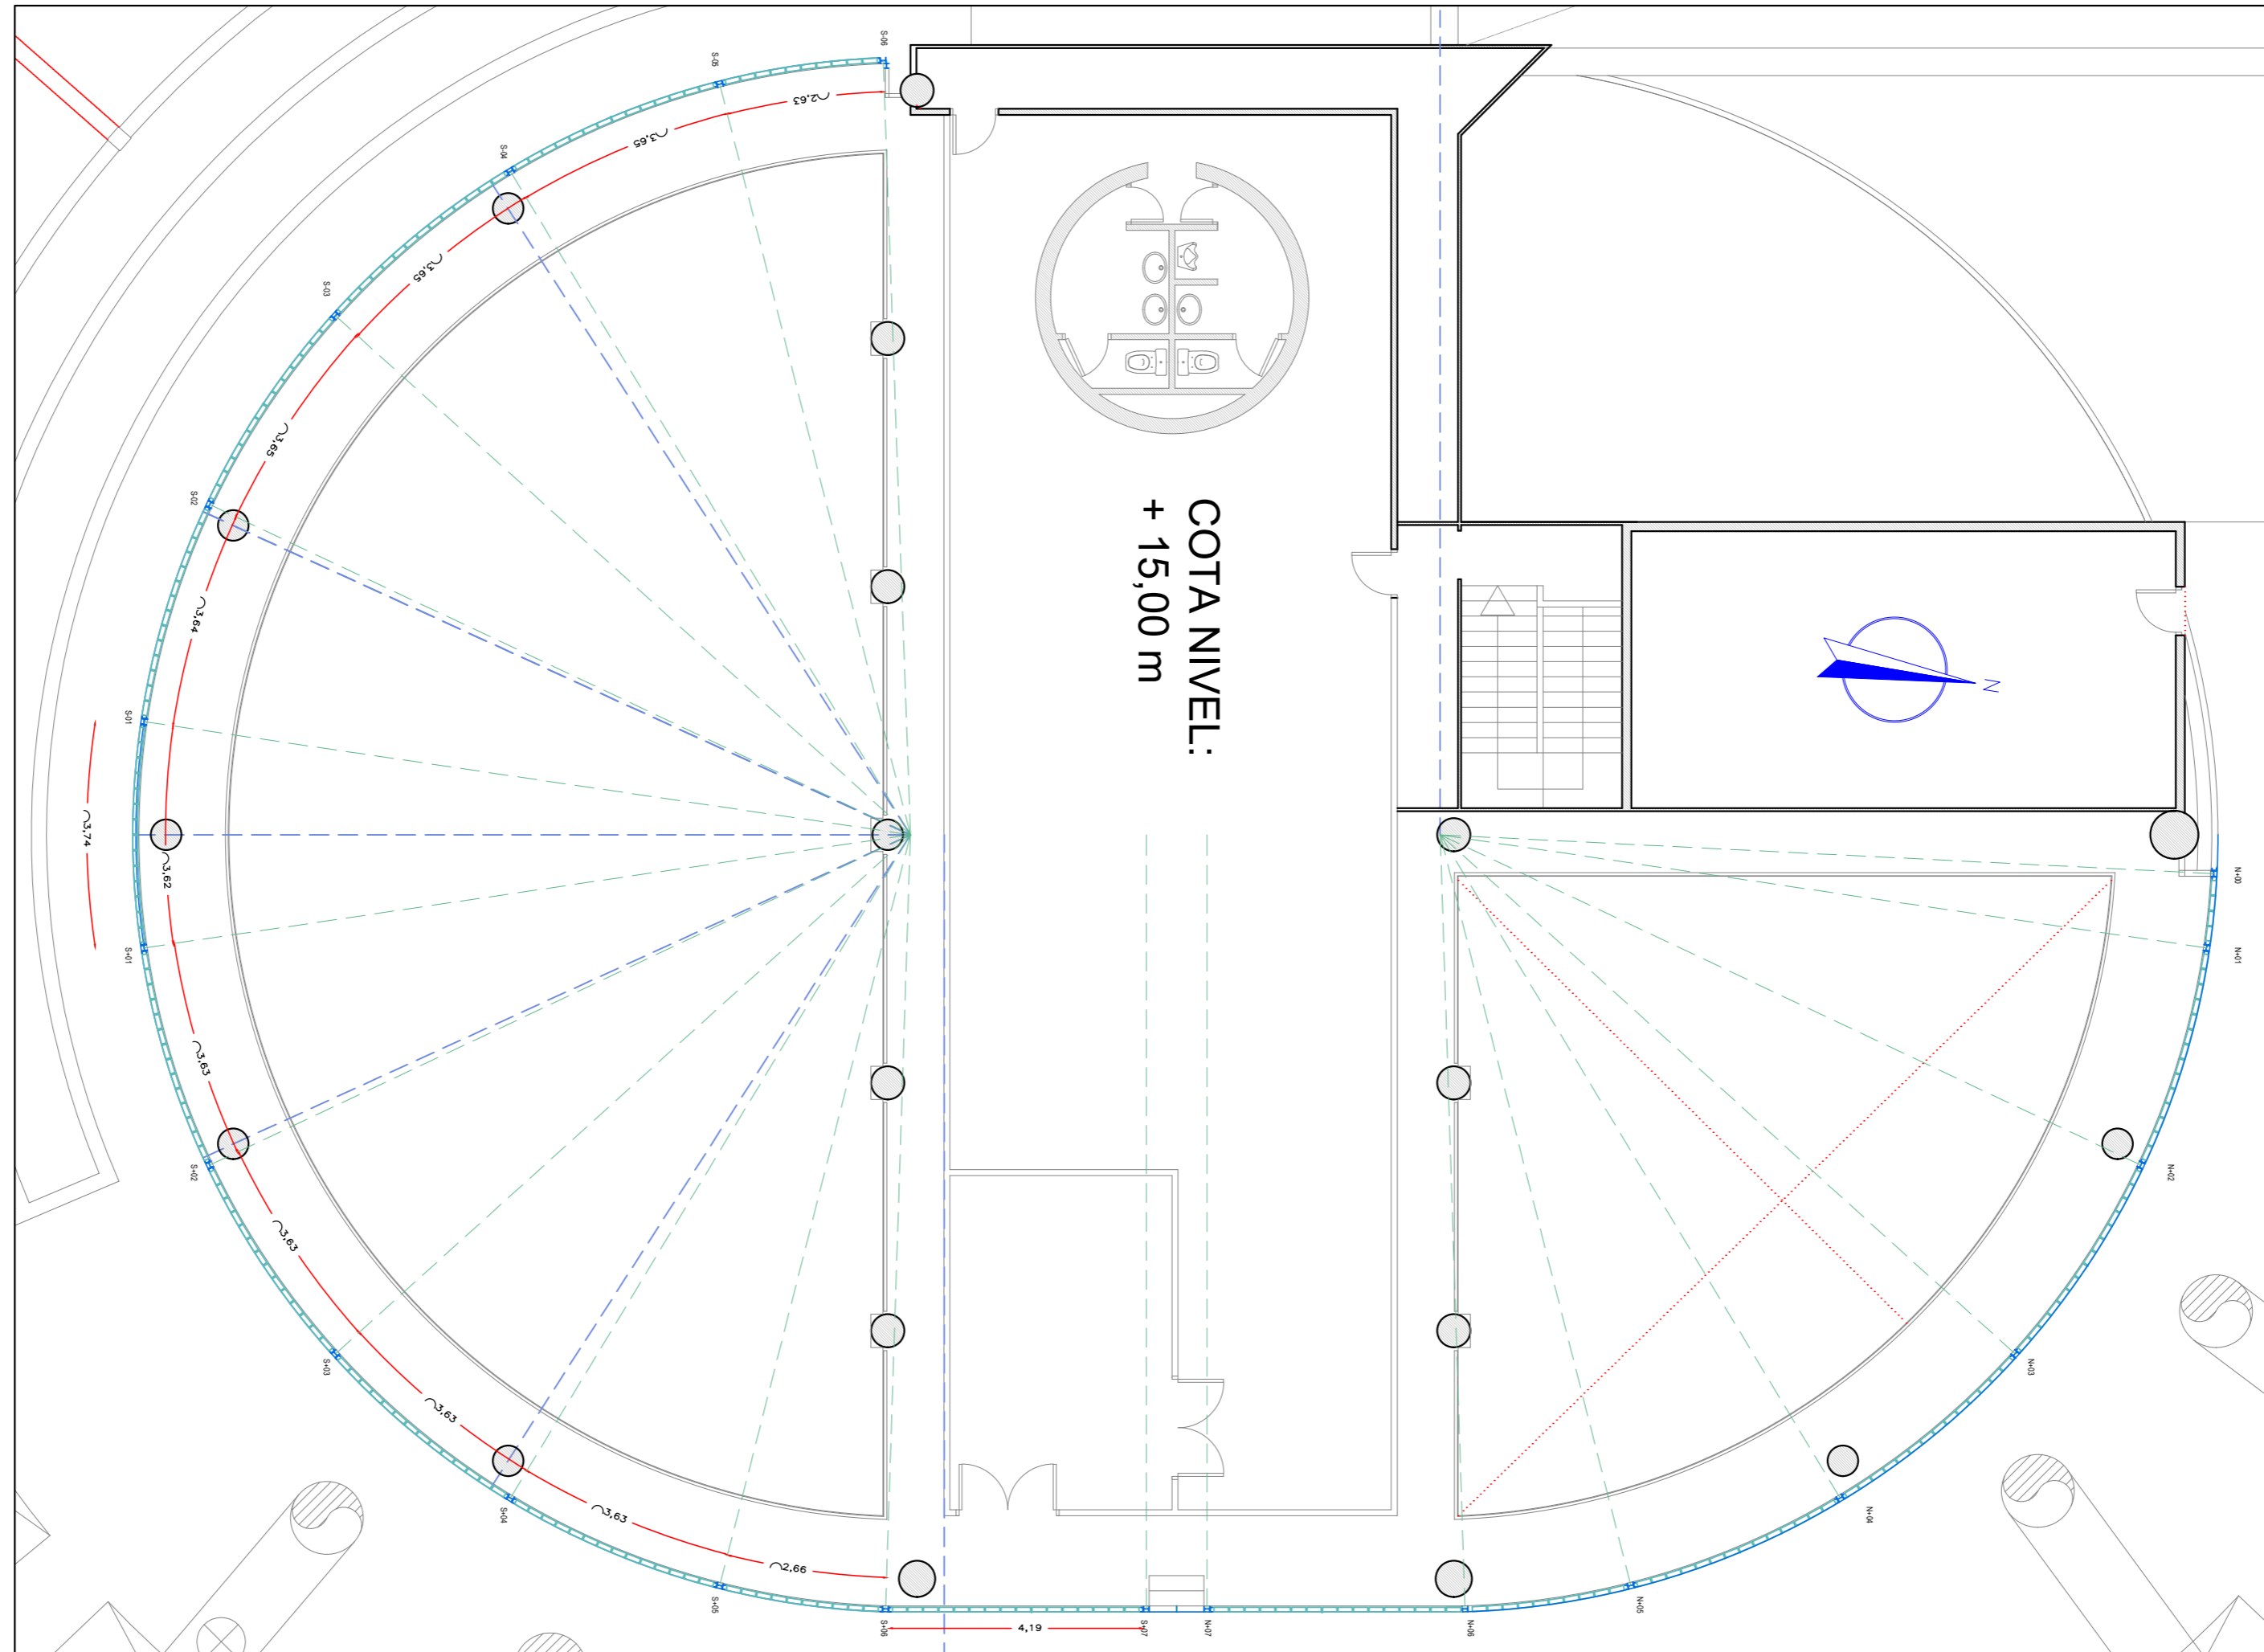 S-06
S-05
2,63
3,65
S-04
3,65
S-03
3,65
S-02
3,64
S-01
3,74
3,62
S+01
3,63
S+02
3,63
S+03
3,63
S+04
3,63
S+05
2,66
S+06
4,19
S+07
N+07
N+06
N+05
N+04
N+03
N+02
N+01
N+00
COTA NIVEL:
+ 15,00 m
N